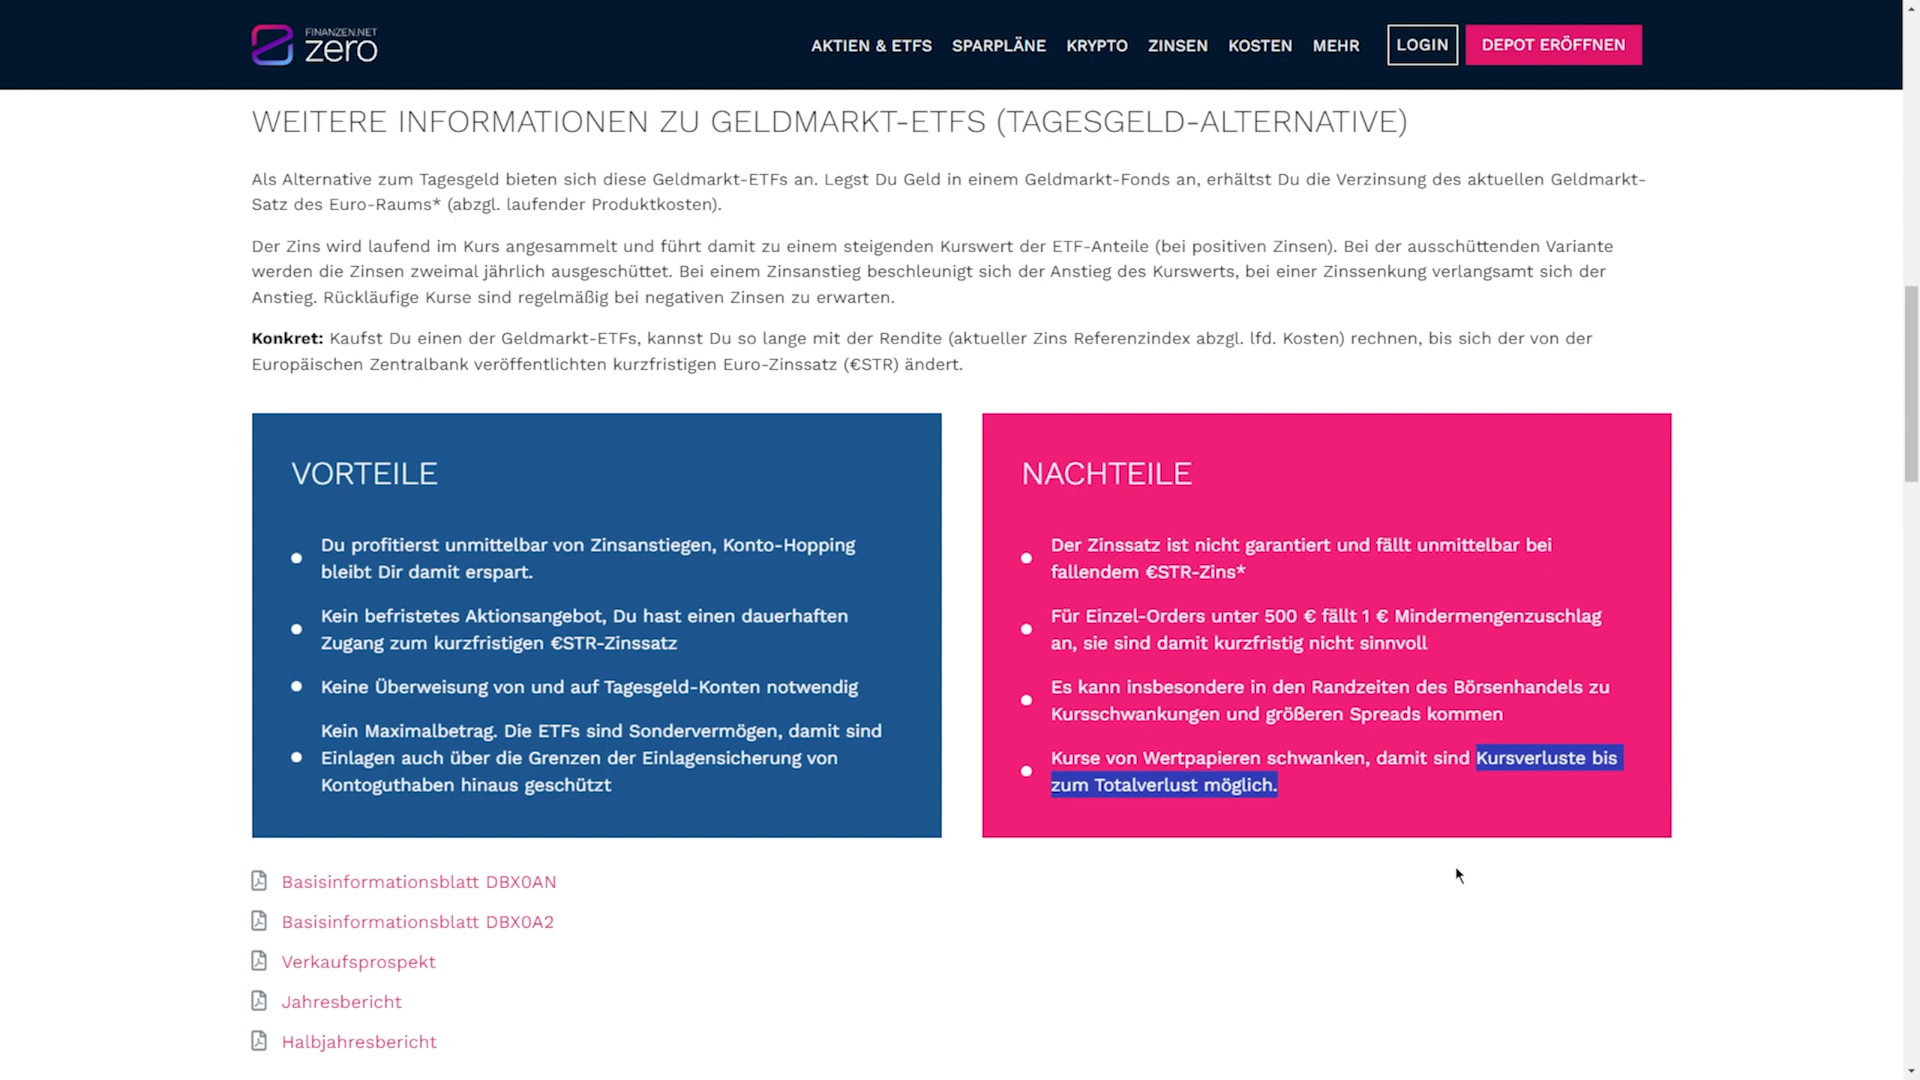 FINANZEN.NET
zero
AKTIEN & ETFS SPARPLÄNE KRYPTO ZINSEN KOSTEN MEHR LOGIN DEPOT ERÖFFNEN
WEITERE INFORMATIONEN ZU GELDMARKT-ETFS (TAGESGELD-ALTERNATIVE)
Als Alternative zum Tagesgeld bieten sich diese Geldmarkt-ETFs an. Legst Du Geld in einem Geldmarkt-Fonds an, erhältst Du die Verzinsung des aktuellen Geldmarkt-
Satz des Euro-Raums* (abzgl. laufender Produktkosten).
Der Zins wird laufend im Kurs angesammelt und führt damit zu einem steigenden Kurswert der ETF-Anteile (bei positiven Zinsen). Bei der ausschüttenden Variante
werden die Zinsen zweimal jährlich ausgeschüttet. Bei einem Zinsanstieg beschleunigt sich der Anstieg des Kurswerts, bei einer Zinssenkung verlangsamt sich der
Anstieg. Rückläufige Kurse sind regelmäßig bei negativen Zinsen zu erwarten.
Konkret: Kaufst Du einen der Geldmarkt-ETFs, kannst Du so lange mit der Rendite (aktueller Zins Referenzindex abzgl. lfd. Kosten) rechnen, bis sich der von der
Europäischen Zentralbank veröffentlichten kurzfristigen Euro-Zinssatz (€STR) ändert.
VORTEILE
Du profitierst unmittelbar von Zinsanstiegen, Konto-Hopping
bleibt Dir damit erspart.
Kein befristetes Aktionsangebot, Du hast einen dauerhaften
Zugang zum kurzfristigen €STR-Zinssatz
Keine Überweisung von und auf Tagesgeld-Konten notwendig
Kein Maximalbetrag. Die ETFs sind Sondervermögen, damit sind
Einlagen auch über die Grenzen der Einlagensicherung von
Kontoguthaben hinaus geschützt
NACHTEILE
Der Zinssatz ist nicht garantiert und fällt unmittelbar bei
fallendem €STR-Zins*
Für Einzel-Orders unter 500 € fällt 1 € Mindermengenzuschlag
an, sie sind damit kurzfristig nicht sinnvoll
Es kann insbesondere in den Randzeiten des Börsenhandels zu
Kursschwankungen und größeren Spreads kommen
Kurse von Wertpapieren schwanken, damit sind Kursverluste bis
zum Totalverlust möglich.
Basisinformationsblatt DBX0AN
Basisinformationsblatt DBX0A2
Verkaufsprospekt
Jahresbericht
Halbjahresbericht